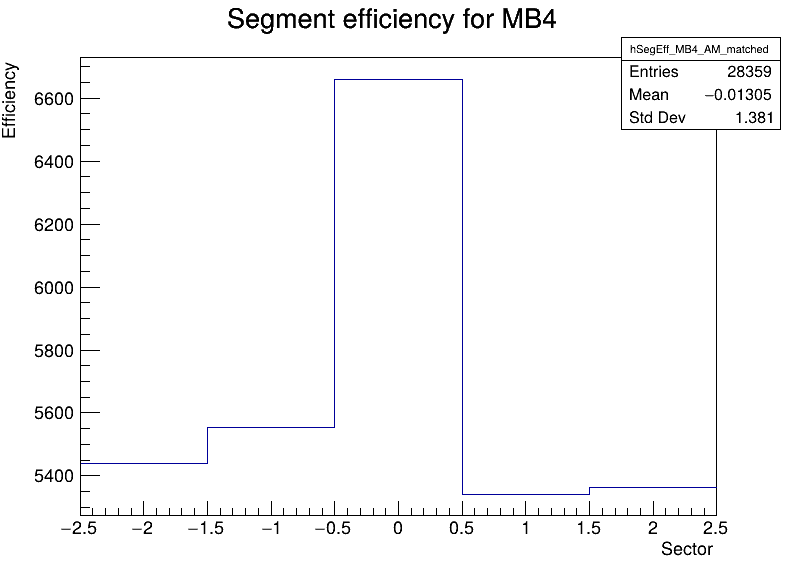 Segment efficiency for MB4
hSegEff_MB4_AM_matched
Entries 28359
Mean −0.01305
Std Dev 1.381
Efficiency
6600
6400
6200
6000
5800
5600
5400
−2.5 −2 −1.5 −1 −0.5 0 0.5 1 1.5 2 2.5
Sector